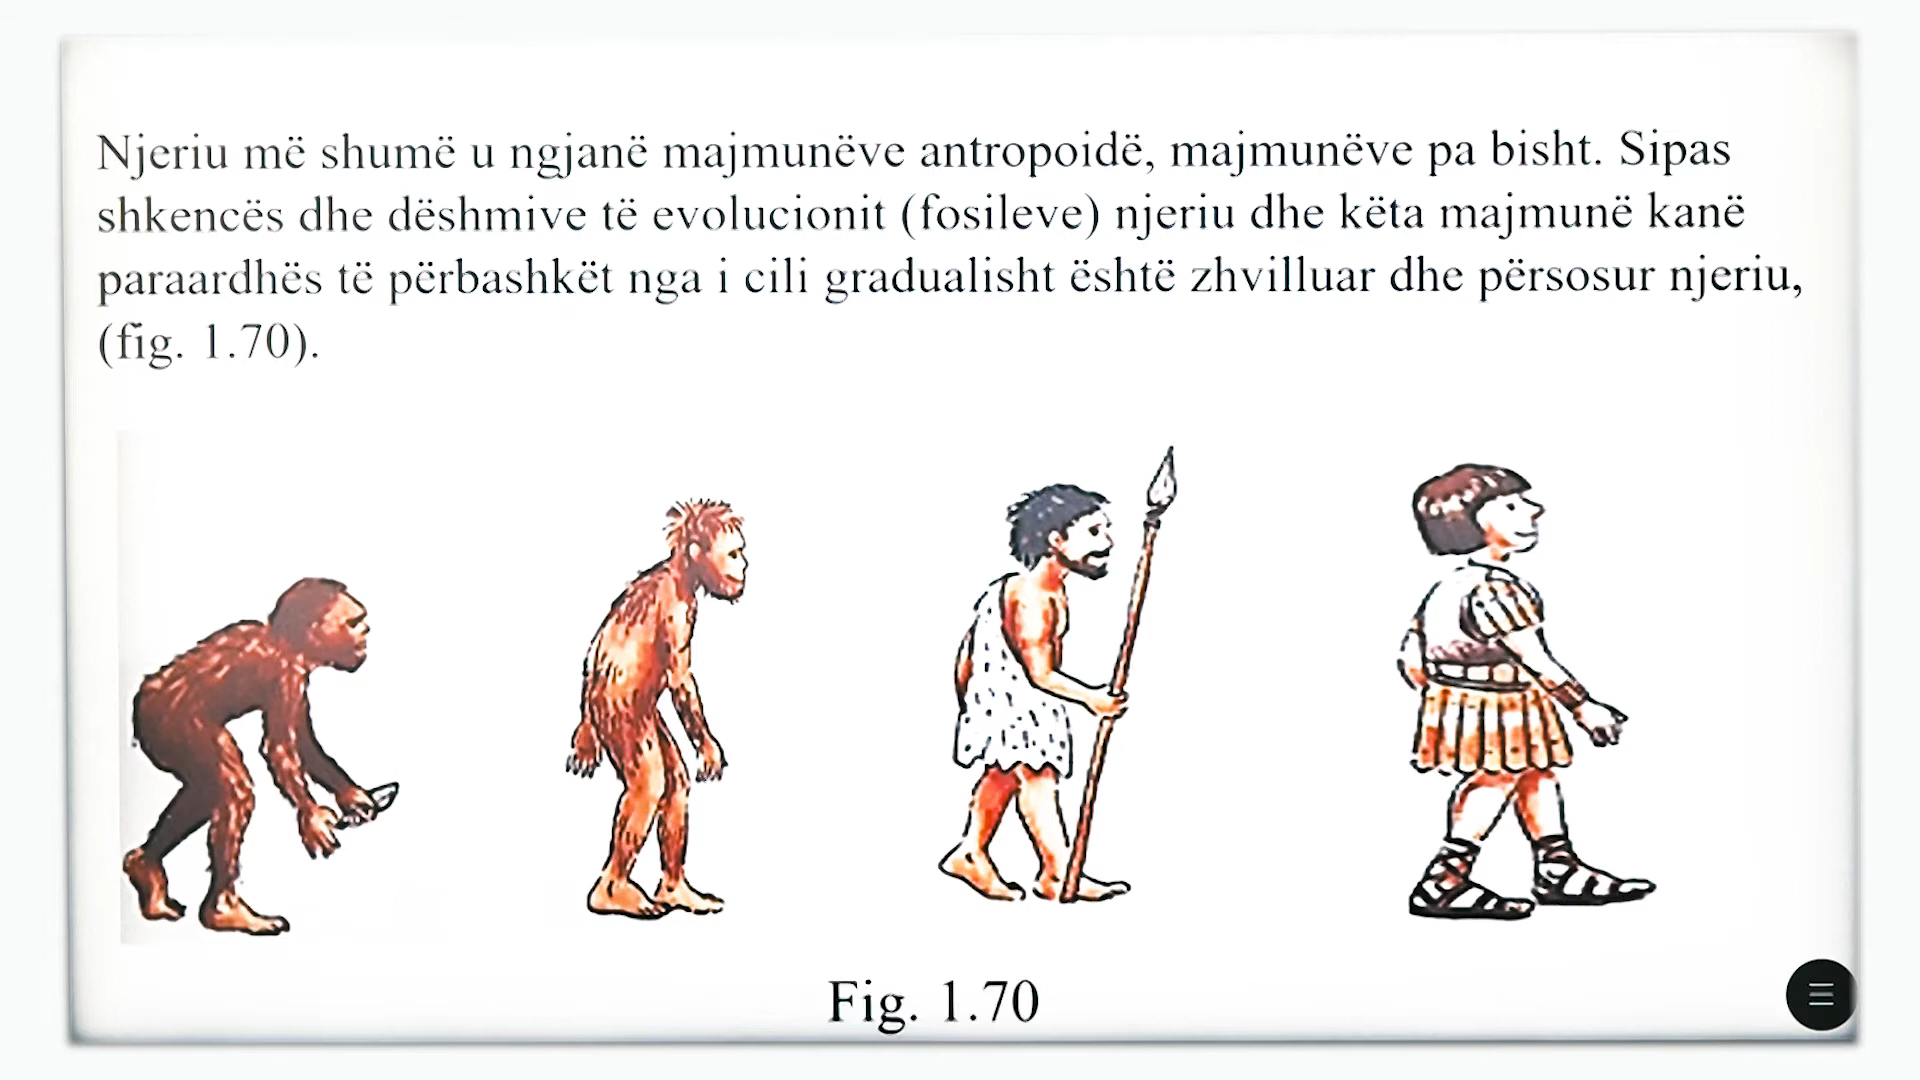 Njeriu më shumë u ngjanë majmunëve antropoidë, majmunëve pa bisht. Sipas
shkencës dhe dëshmive të evolucionit (fosileve) njeriu dhe këta majmunë kanë
paraardhës të përbashkët nga i cili gradualisht është zhvilluar dhe përsosur njeriu,
(fig. 1.70).
Fig. 1.70